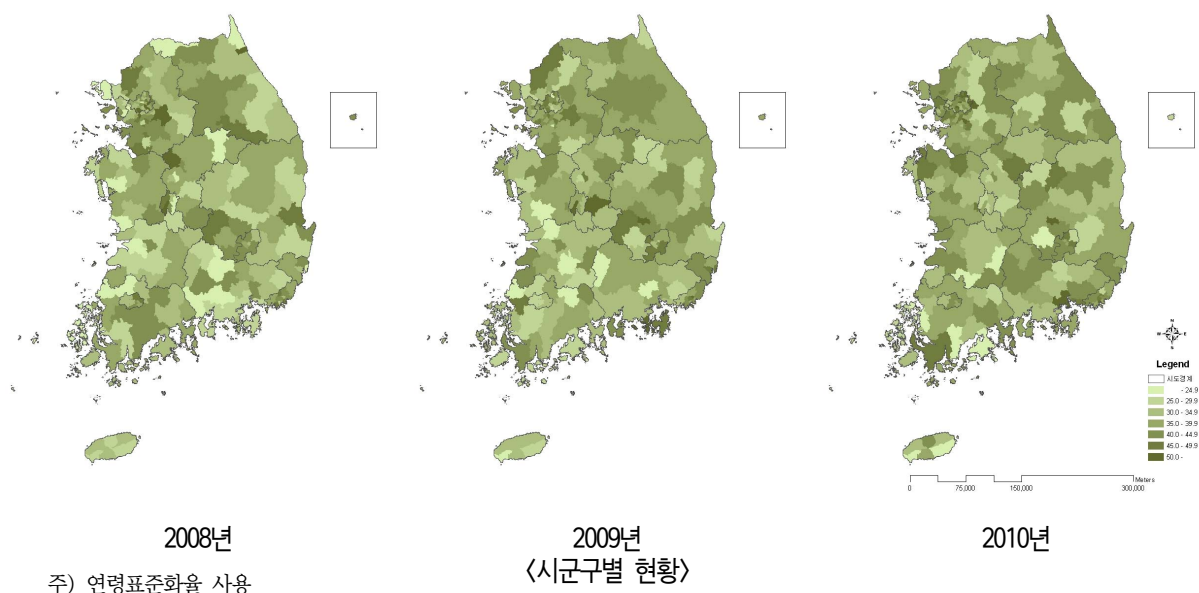 N
W E
S
Legend
시도경계
- 24.9
25.0 - 29.9
30.0 - 34.9
35.0 - 39.9
40.0 - 44.9
45.0 - 49.9
50.0 -
Meters
0 75,000 150,000 300,000
2008년 2009년 2010년
<시군구별 현황>
주) 연령표준화율 사용